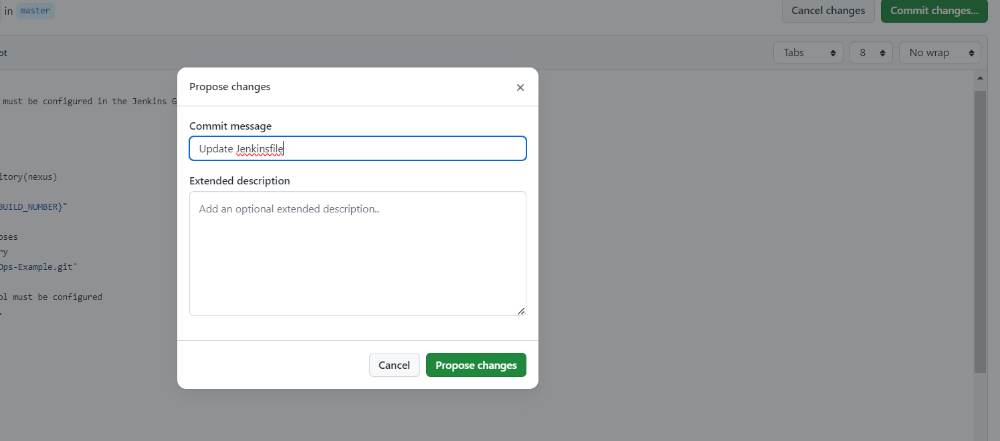 in master
Cancel changes
Commit changes...
Tabs
8
No wrap
must be configured in the Jenkins G
Propose changes
Commit message
Update Jenkinsfile
itory(nexus)
Extended description
Add an optional extended description..
BUILD_NUMBER}"
oses
ry
Ops-Example.git'
ol must be configured
Cancel
Propose changes